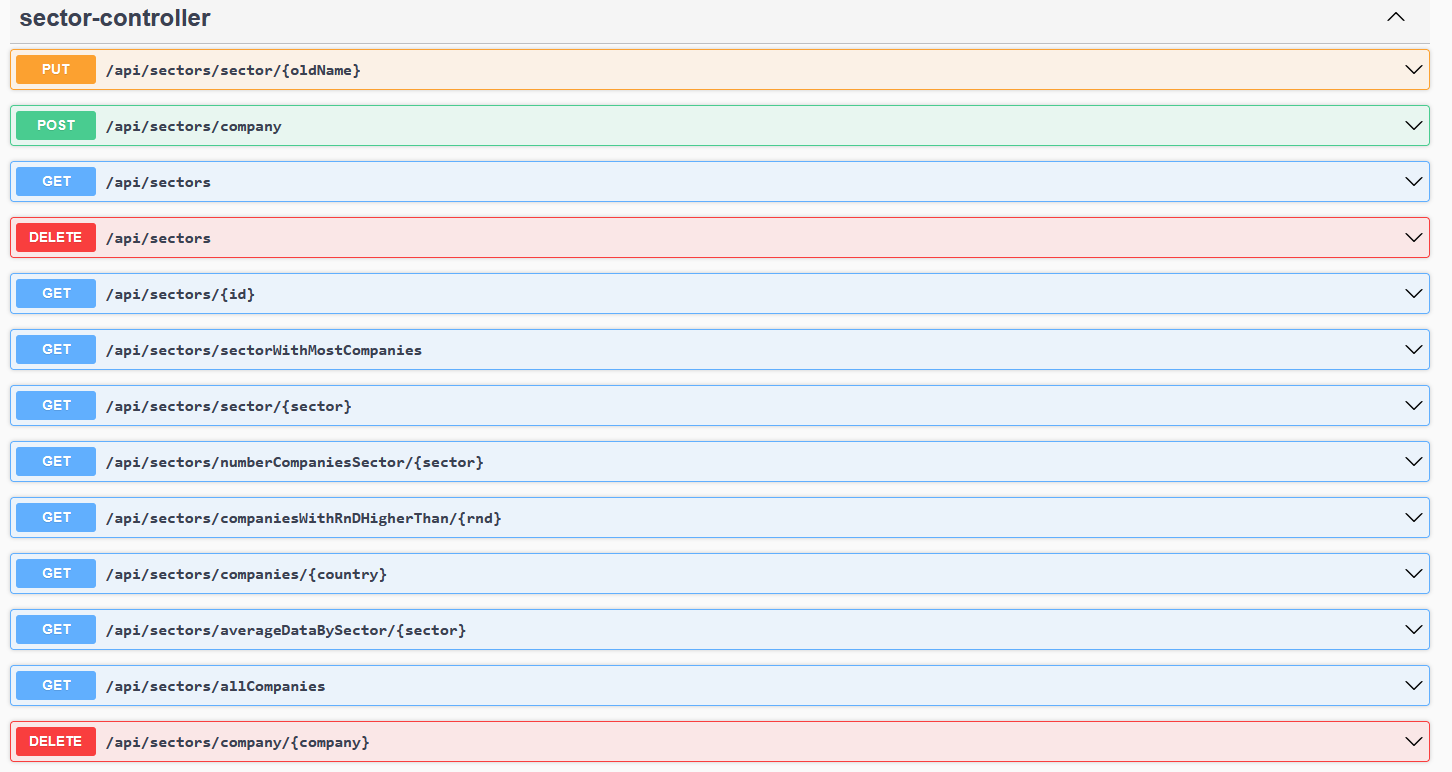 sector-controller
PUT /api/sectors/sector/{oldName}
POST /api/sectors/company
GET /api/sectors
DELETE /api/sectors
GET /api/sectors/{id}
GET /api/sectors/sectorWithMostCompanies
GET /api/sectors/sector/{sector}
GET /api/sectors/numberCompaniesSector/{sector}
GET /api/sectors/companiesWithRnDHigherThan/{rnd}
GET /api/sectors/companies/{country}
GET /api/sectors/averageDataBySector/{sector}
GET /api/sectors/allCompanies
DELETE /api/sectors/company/{company}